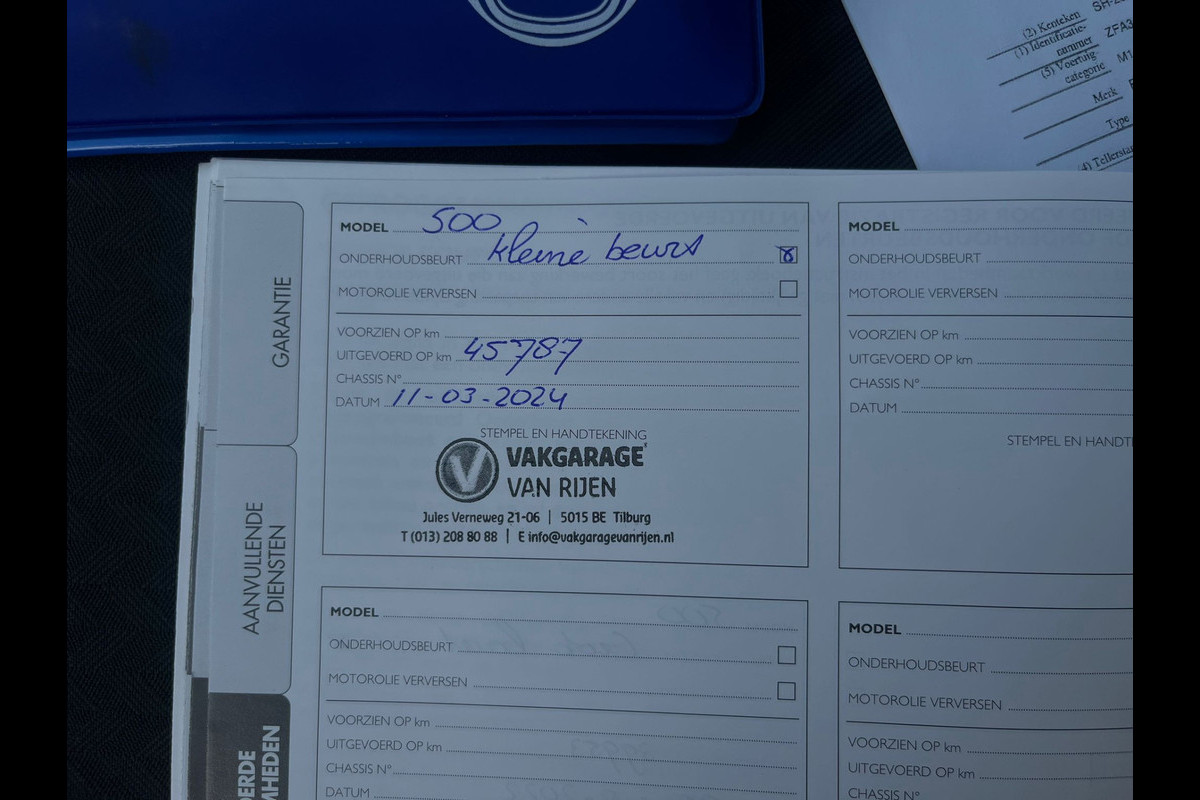 (2) Kenteken
(1) Identificatie-
nummer ZFA3
(5) Voertuig-
categorie M1
Merk
Type
GARANTIE
AANVULLENDE
DIENSTEN
MODEL 500
ONDERHOUDSBEURT kleine beurt
MOTOROLIE VERVERSEN
VOORZIEN OP km
UITGEVOERD OP km 45787
CHASSIS N°
DATUM 11-03-2024
STEMPEL EN HANDTEKENING
VAKGARAGE
VAN RIJEN
Jules Verneweg 21-06 | 5015 BE Tilburg
T (013) 208 80 88 | E info@vakgaragevanrijen.nl
MODEL
ONDERHOUDSBEURT
MOTOROLIE VERVERSEN
VOORZIEN OP km
UITGEVOERD OP km
CHASSIS N°
DATUM
STEMPEL EN HANDT
MODEL
ONDERHOUDSBEURT
MOTOROLIE VERVERSEN
VOORZIEN OP km
UITGEVOERD OP km
CHASSIS N°
DATUM
MODEL
ONDERHOUDSBEURT
MOTOROLIE VERVERSEN
VOORZIEN OP km
UITGEVOERD OP km
CHASSIS N°